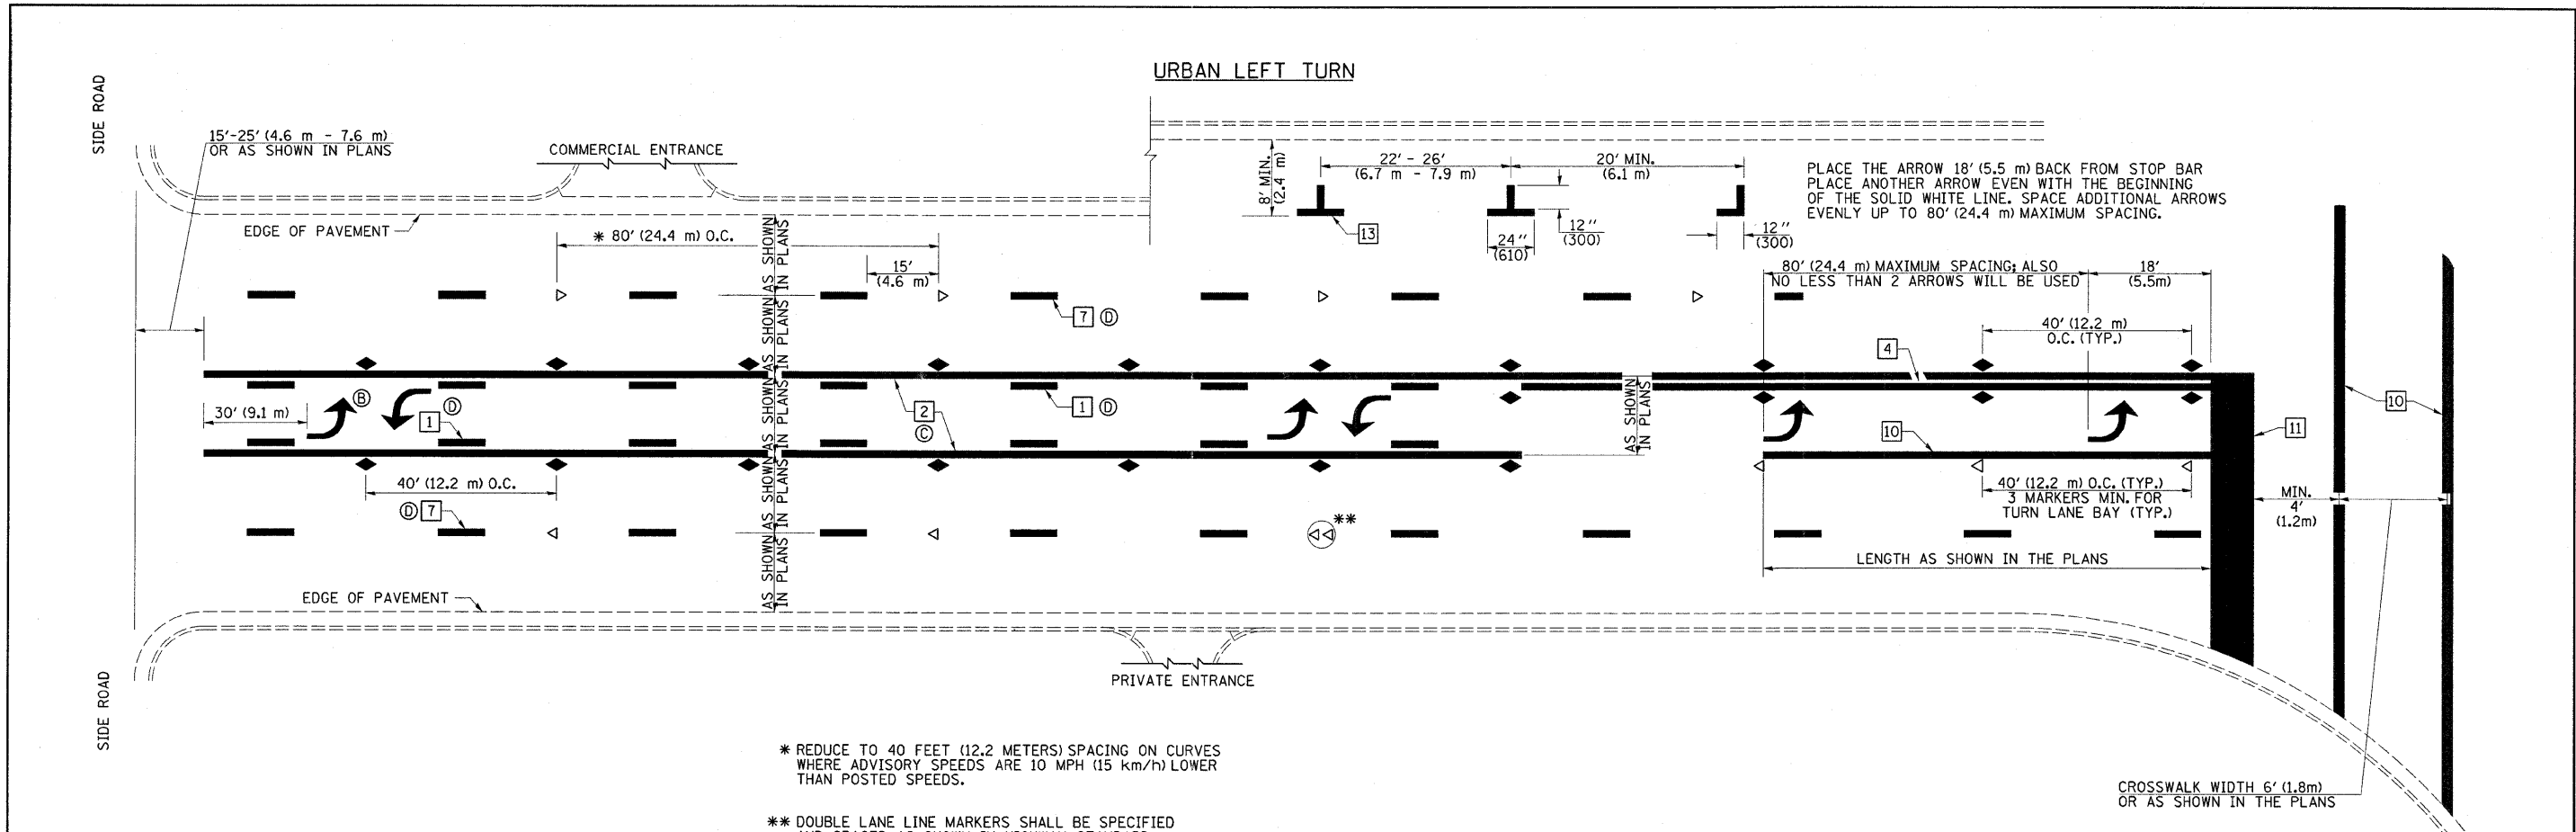 URBAN LEFT TURN
SIDE ROAD
15'-25' (4.6 m - 7.6 m)
OR AS SHOWN IN PLANS
COMMERCIAL ENTRANCE
8' MIN.
(2.4 m)
22' - 26'
(6.7 m - 7.9 m)
20' MIN.
(6.1 m)
PLACE THE ARROW 18' (5.5 m) BACK FROM STOP BAR
PLACE ANOTHER ARROW EVEN WITH THE BEGINNING
OF THE SOLID WHITE LINE. SPACE ADDITIONAL ARROWS
EVENLY UP TO 80' (24.4 m) MAXIMUM SPACING.
EDGE OF PAVEMENT
* 80' (24.4 m) O.C.
13
24"
(610)
12"
(300)
12"
(300)
15'
(4.6 m)
80' (24.4 m) MAXIMUM SPACING; ALSO
NO LESS THAN 2 ARROWS WILL BE USED
18'
(5.5m)
AS SHOWN
IN PLANS
AS SHOWN
IN PLANS
AS SHOWN
IN PLANS
AS SHOWN
IN PLANS
AS SHOWN
IN PLANS
7 D
40' (12.2 m)
O.C. (TYP.)
4
30' (9.1 m)
B
D
1
2
C
1 D
AS SHOWN
IN PLANS
10
11
10
40' (12.2 m) O.C.
D 7
**
40' (12.2 m) O.C. (TYP.)
3 MARKERS MIN. FOR
TURN LANE BAY (TYP.)
MIN.
4'
(1.2m)
LENGTH AS SHOWN IN THE PLANS
EDGE OF PAVEMENT
PRIVATE ENTRANCE
SIDE ROAD
* REDUCE TO 40 FEET (12.2 METERS) SPACING ON CURVES
WHERE ADVISORY SPEEDS ARE 10 MPH (15 km/h) LOWER
THAN POSTED SPEEDS.
CROSSWALK WIDTH 6' (1.8m)
OR AS SHOWN IN THE PLANS
** DOUBLE LANE LINE MARKERS SHALL BE SPECIFIED